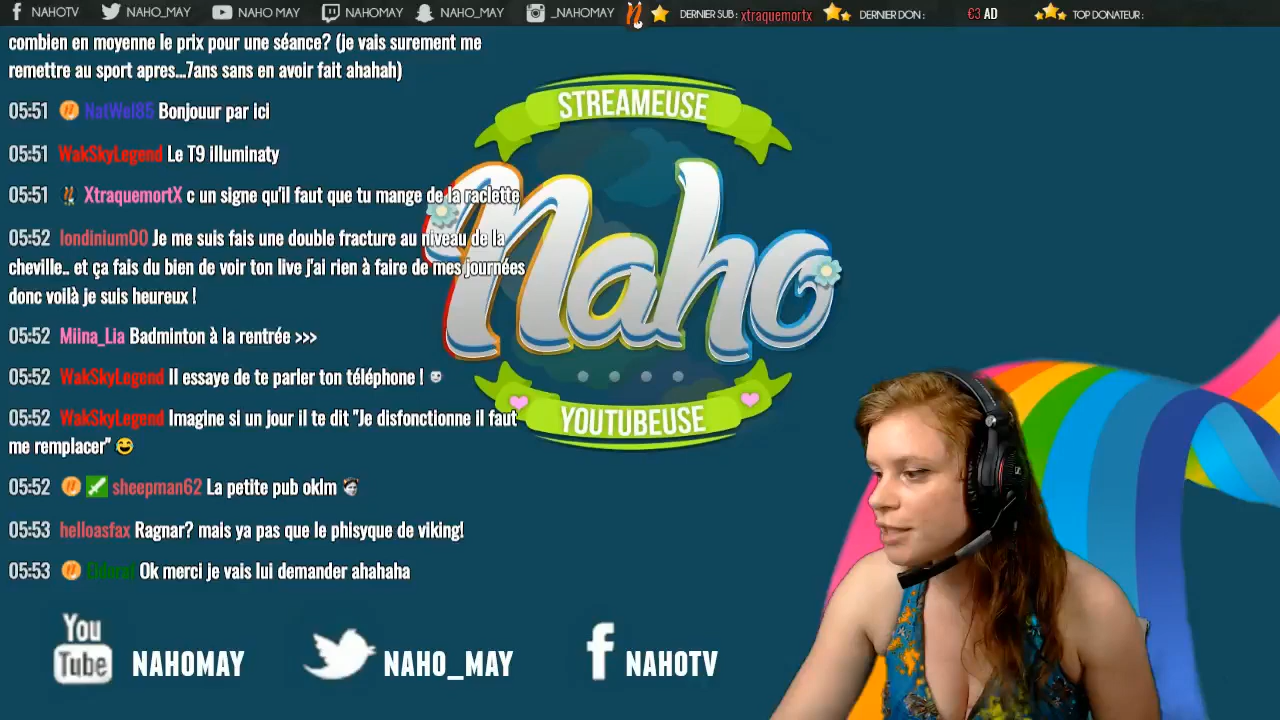 NAHOTV NAHO_MAY NAHO MAY NAHOMAY NAHO_MAY _NAHOMAY DERNIER SUB : xtraquemortx DERNIER DON : €3 AD TOP DONATEUR :
combien en moyenne le prix pour une séance? (je vais surement me
remettre au sport apres...7ans sans en avoir fait ahahah)
05:51 NatWel85 Bonjouur par ici
05:51 WakSkyLegend Le T9 illuminaty
05:51 XtraquemortX c un signe qu'il faut que tu mange de la raclette
05:52 londinium00 Je me suis fais une double fracture au niveau de la
cheville.. et ça fais du bien de voir ton live j'ai rien à faire de mes journées
donc voilà je suis heureux !
05:52 Miina_Lia Badminton à la rentrée >>>
05:52 WakSkyLegend Il essaye de te parler ton téléphone !
05:52 WakSkyLegend Imagine si un jour il te dit "Je disfonctionne il faut
me remplacer"
05:52 sheepman62 La petite pub oklm
05:53 helloasfax Ragnar? mais ya pas que le phisyque de viking!
05:53 Ok merci je vais lui demander ahahaha
STREAMEUSE
Naho
YOUTUBEUSE
You
Tube NAHOMAY NAHO_MAY NAHOTV